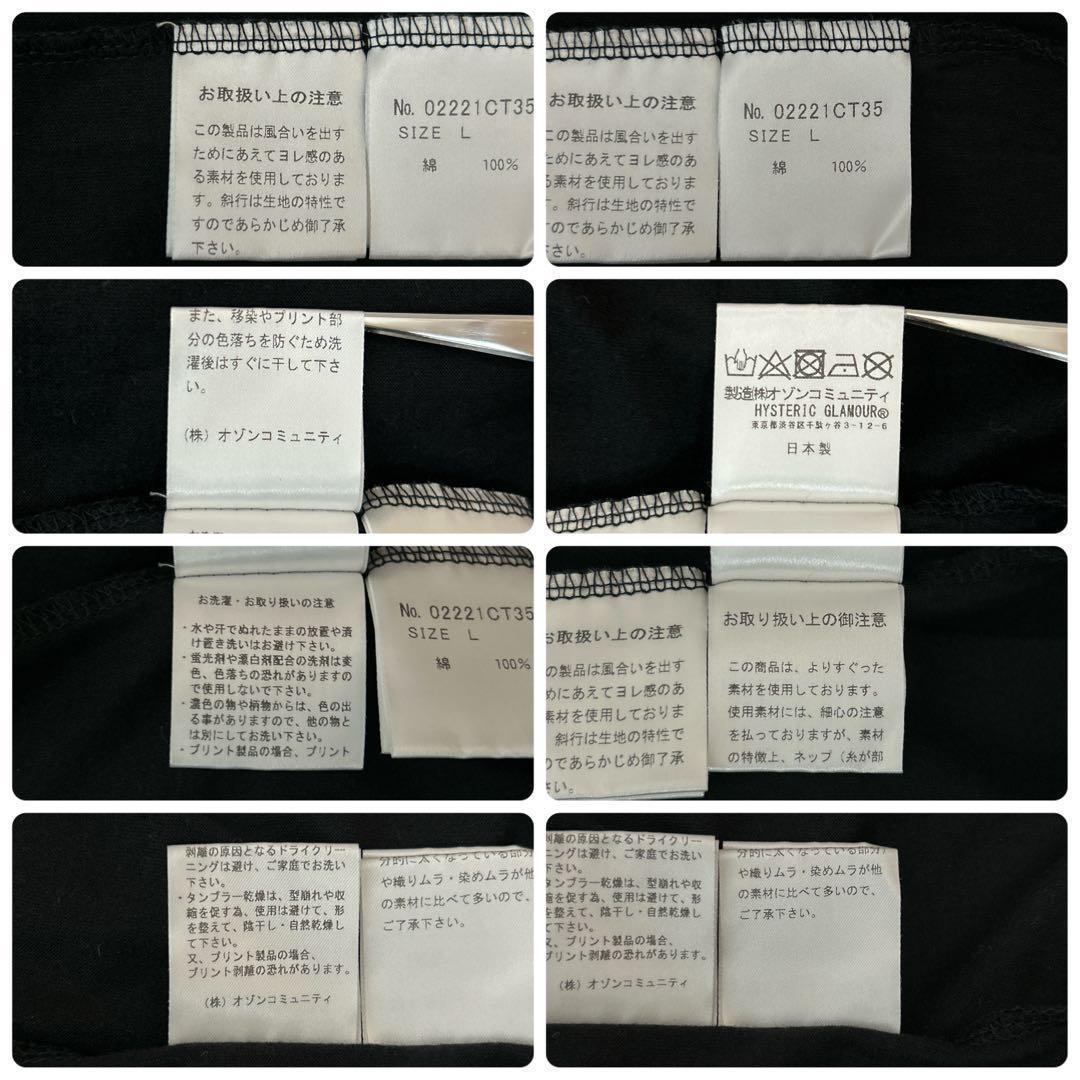 お取扱い上の注意
この製品は風合いを出す
ためにあえてヨレ感のあ
る素材を使用しておりま
す。斜行は生地の特性で
すのであらかじめ御了承
下さい。
No. 02221CT35
SIZE L
綿 100%
お取扱い上の注意
この製品は風合いを出す
ためにあえてヨレ感のあ
る素材を使用しておりま
す。斜行は生地の特性で
すのであらかじめ御了承
下さい。
No. 02221CT35
SIZE L
綿 100%
また、移染やプリント部
分の色落ちを防ぐため洗
濯後はすぐに干して下さ
い。
(株) オゾンコミュニティ
製造(株)オゾンコミュニティ
HYSTERIC GLAMOUR®
東京都渋谷区千駄ヶ谷3-12-6
日本製
お洗濯・お取り扱いの注意
・水や汗でぬれたままの放置や漬
け置き洗いはお避け下さい。
・蛍光剤や漂白剤配合の洗剤は変
色、色落ちの恐れがありますの
で使用しないで下さい。
・濃色の物や柄物からは、色の出
る事がありますので、他の物と
は別にしてお洗い下さい。
・プリント製品の場合、プリント
No. 02221CT35
SIZE L
綿 100%
お取扱い上の注意
の製品は風合いを出す
めにあえてヨレ感のあ
素材を使用しておりま
。斜行は生地の特性で
のであらかじめ御了承
さい。
お取り扱い上の御注意
この商品は、よりすぐった
素材を使用しております。
使用素材には、細心の注意
を払っておりますが、素材
の特徴上、ネップ（糸が部
剥離の原因となるドライクリー
ニングは避け、ご家庭でお洗い
下さい。
・タンブラー乾燥は、型崩れや収
縮を促す為、使用は避けて、形
を整えて、陰干し・自然乾燥し
て下さい。
又、プリント製品の場合、
プリント剥離の恐れがあります。
(株) オゾンコミュニティ
分的に太くなっている部分）
や織りムラ・染めムラが他
の素材に比べて多いので、
ご了承下さい。
剥離の原因となるドライクリー
ニングは避け、ご家庭でお洗い
下さい。
タンブラー乾燥は、型崩れや収
縮を促す為、使用は避けて、形
を整えて、陰干し・自然乾燥し
て下さい。
又、プリント製品の場合、
プリント剥離の恐れがあります。
(株) オゾンコミュニティ
分的に太くなっている部分）
や織りムラ・染めムラが他
の素材に比べて多いので、
ご了承下さい。